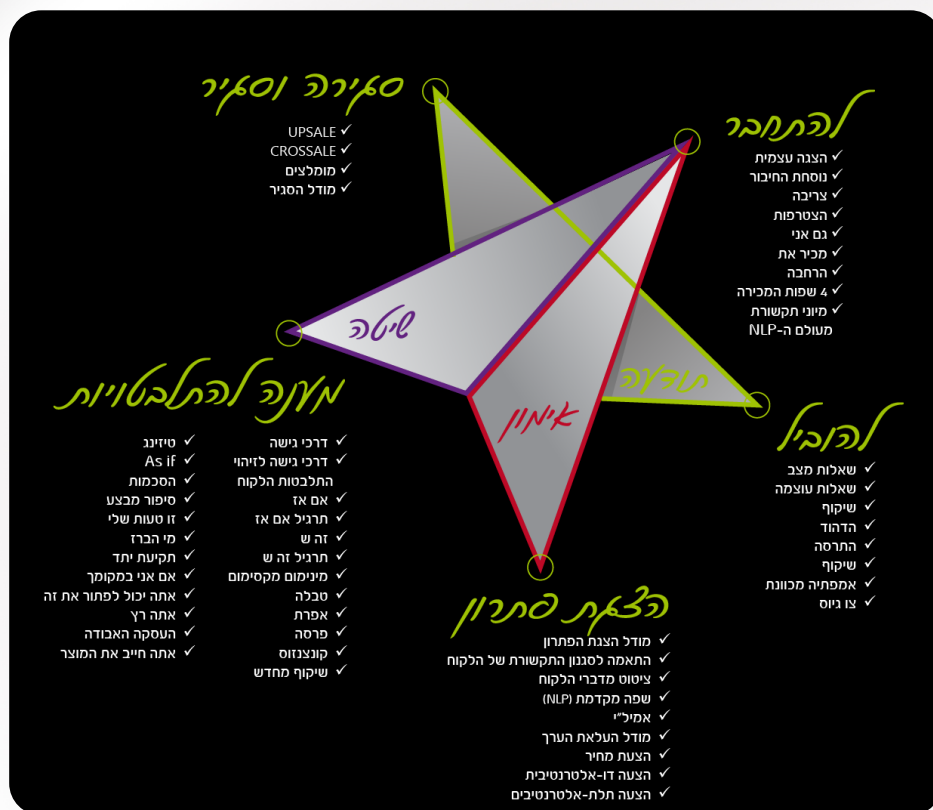 סגירה וסגיר
UPSALE
CROSSALE
מומלצים
מודל הסגיר
להתחבר
הצגה עצמית
נוסחת החיבור
צריבה
הצטרפות
גם אני
מכיר את
הרחבה
4 שפות המכירה
מיוני תקשורת
מעולם ה-NLP
שיטה
אימון
תודעה
להוביל
שאלות מצב
שאלות עוצמה
שיקוף
הדהוד
התרסה
שיקוף
אמפתיה מכוונת
צו גיוס
מענה להתלבטויות
דרכי גישה
דרכי גישה לזיהוי
התלבטות הלקוח
אם אז
תרגיל אם אז
זה ש
תרגיל זה ש
מינימום מקסימום
טבלה
אפרת
פרסה
קונצנזוס
שיקוף מחדש
טיזינג
As if
הסכמות
סיפור מבצע
זו טעות שלי
מי הברז
תקיעת יתד
אם אני במקומך
אתה יכול לפתור את זה
אתה רץ
העסקה האבודה
אתה חייב את המוצר
הצגת פתרון
מודל הצגת הפתרון
התאמה לסגנון התקשורת של הלקוח
ציטוט מדברי הלקוח
שפה מקדמת (NLP)
אמיל"י
מודל העלאת הערך
הצעת מחיר
הצעה דו-אלטרנטיבית
הצעה תלת-אלטרנטיבים